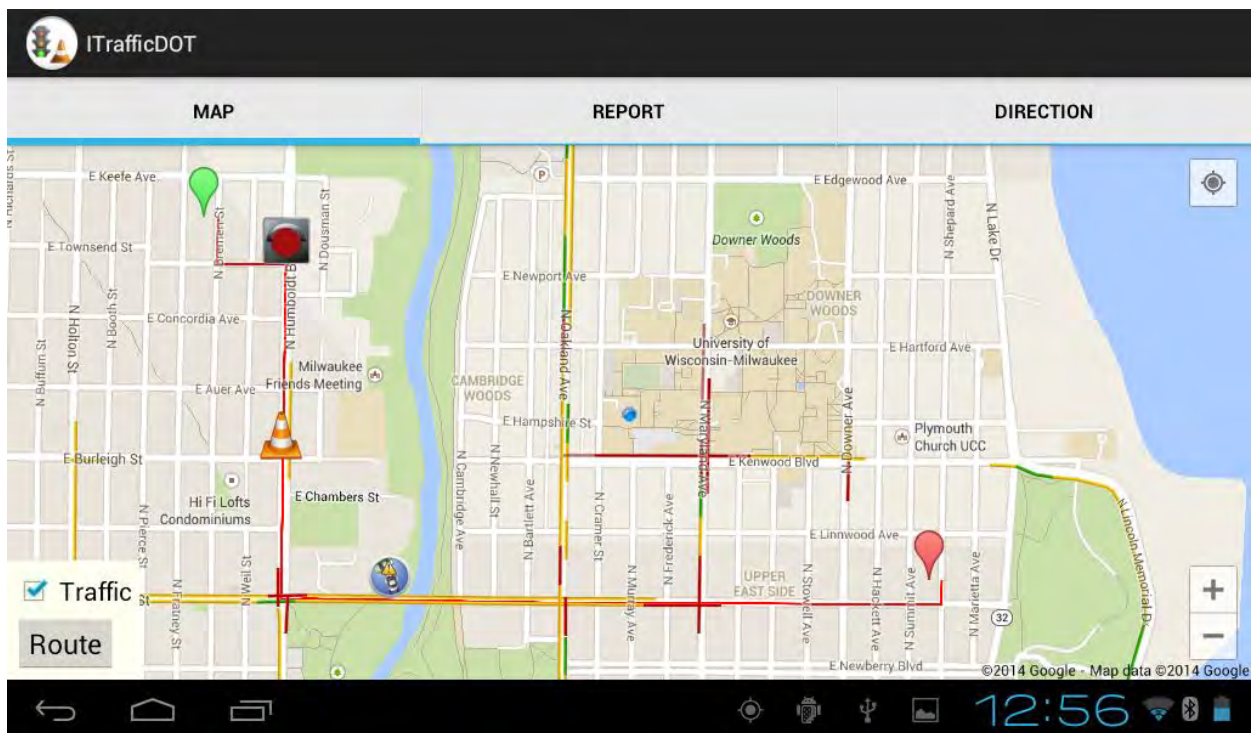 ITrafficDOT
MAP
REPORT
DIRECTION
E Keefe Ave
P
E Edgewood Ave
N Richards St
N Bremen St
N Dousman St
N Shepard Ave
N Lake Dr
Downer Woods
E Townsend St
E Newport Ave
N Booth St
N Humboldt B
DOWNER
WOODS
E Concordia Ave
N Holton St
N Oakland Ave
University of
Wisconsin-Milwaukee
E Hartford Ave
N Buffum St
Milwaukee
Friends Meeting
E Auer Ave
CAMBRIDGE
WOODS
E Hampshire St
N Maryland Ave
N Downer Ave
Plymouth
Church UCC
E Burleigh St
E Kenwood Blvd
Hi Fi Lofts
Condominiums
E Chambers St
N Cambridge Ave
N Newhall St
N Bartlett Ave
N Cramer St
N Lincoln Memorial Dr
N Pierce St
E Linnwood Ave
Traffic
St
N Fratney St
N Weil St
N Murray Ave
N Frederick Ave
UPPER
EAST SIDE
N Stowell Ave
N Hackett Ave
N Summit Ave
N Marietta Ave
32
+
Route
−
E Newberry Blvd
©2014 Google - Map data ©2014 Google
12:56